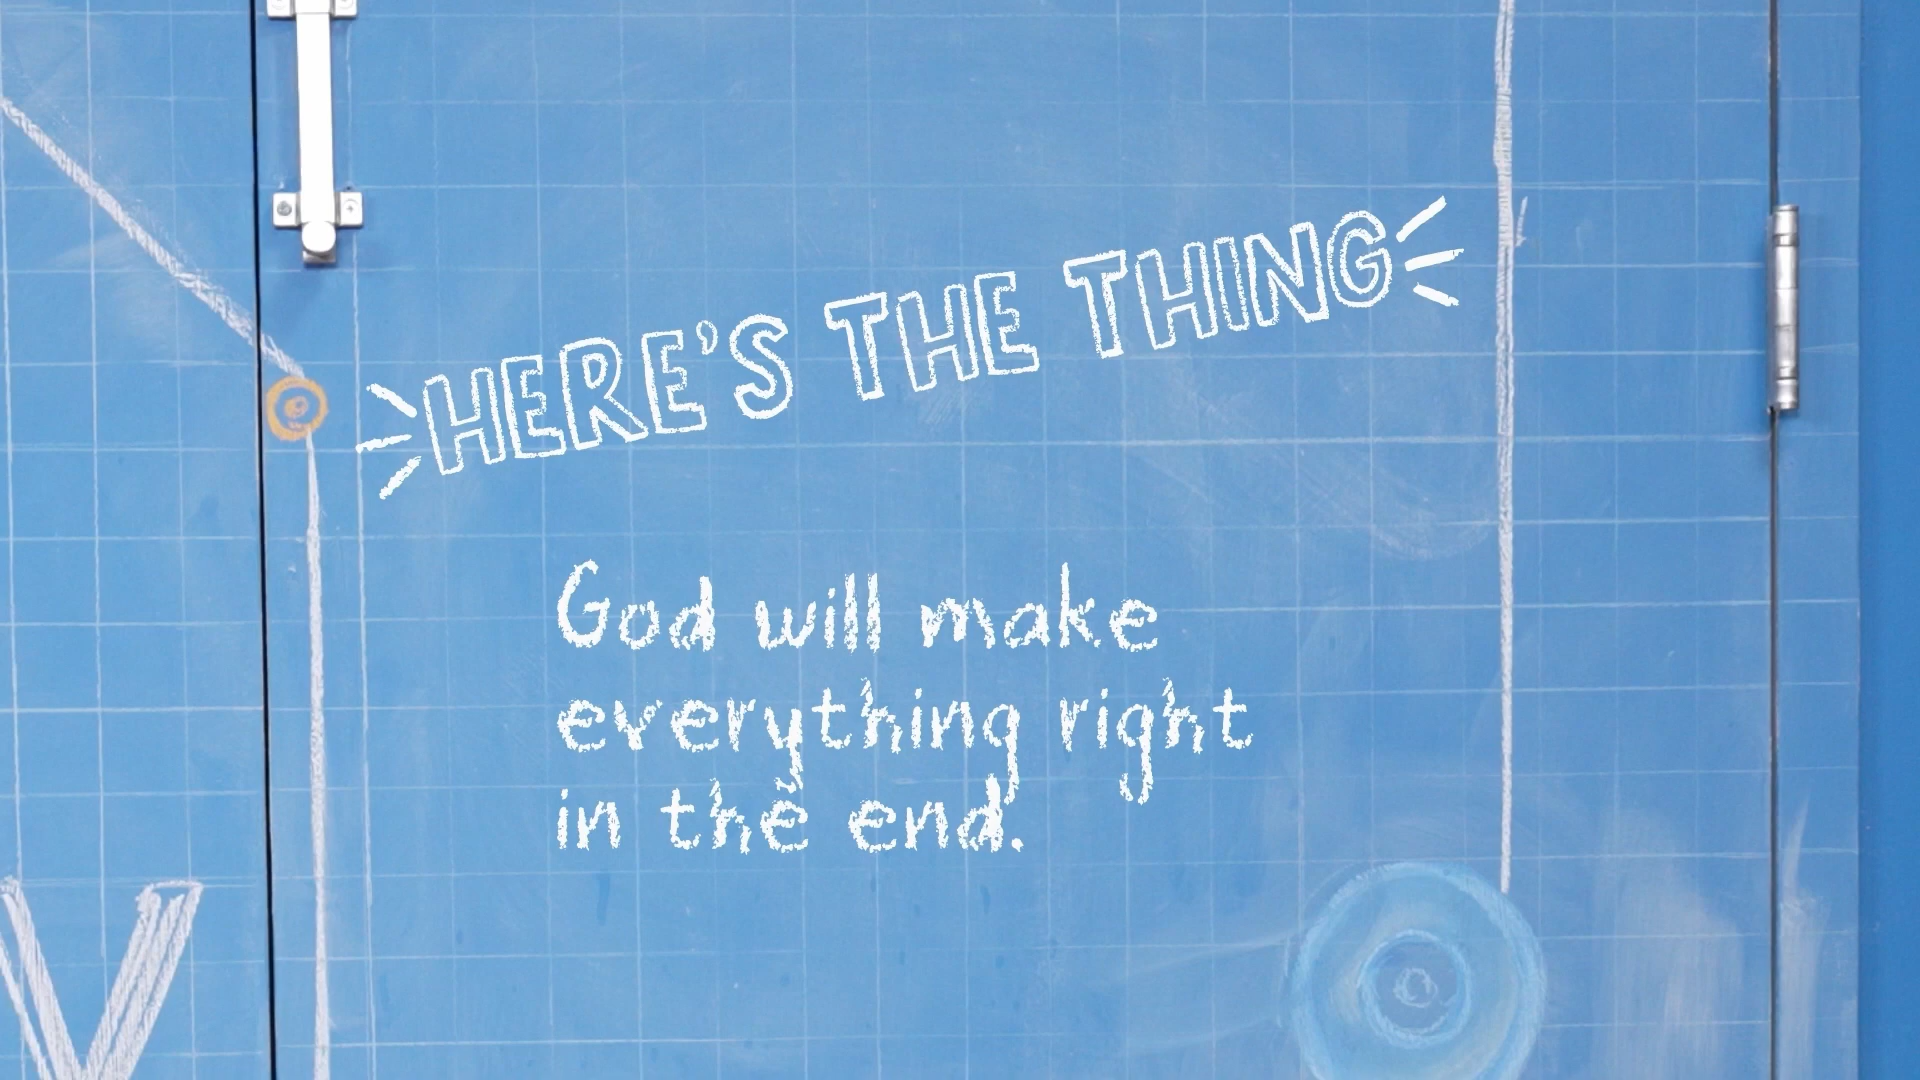 HERE'S THE THING
God will make
everything right
in the end.